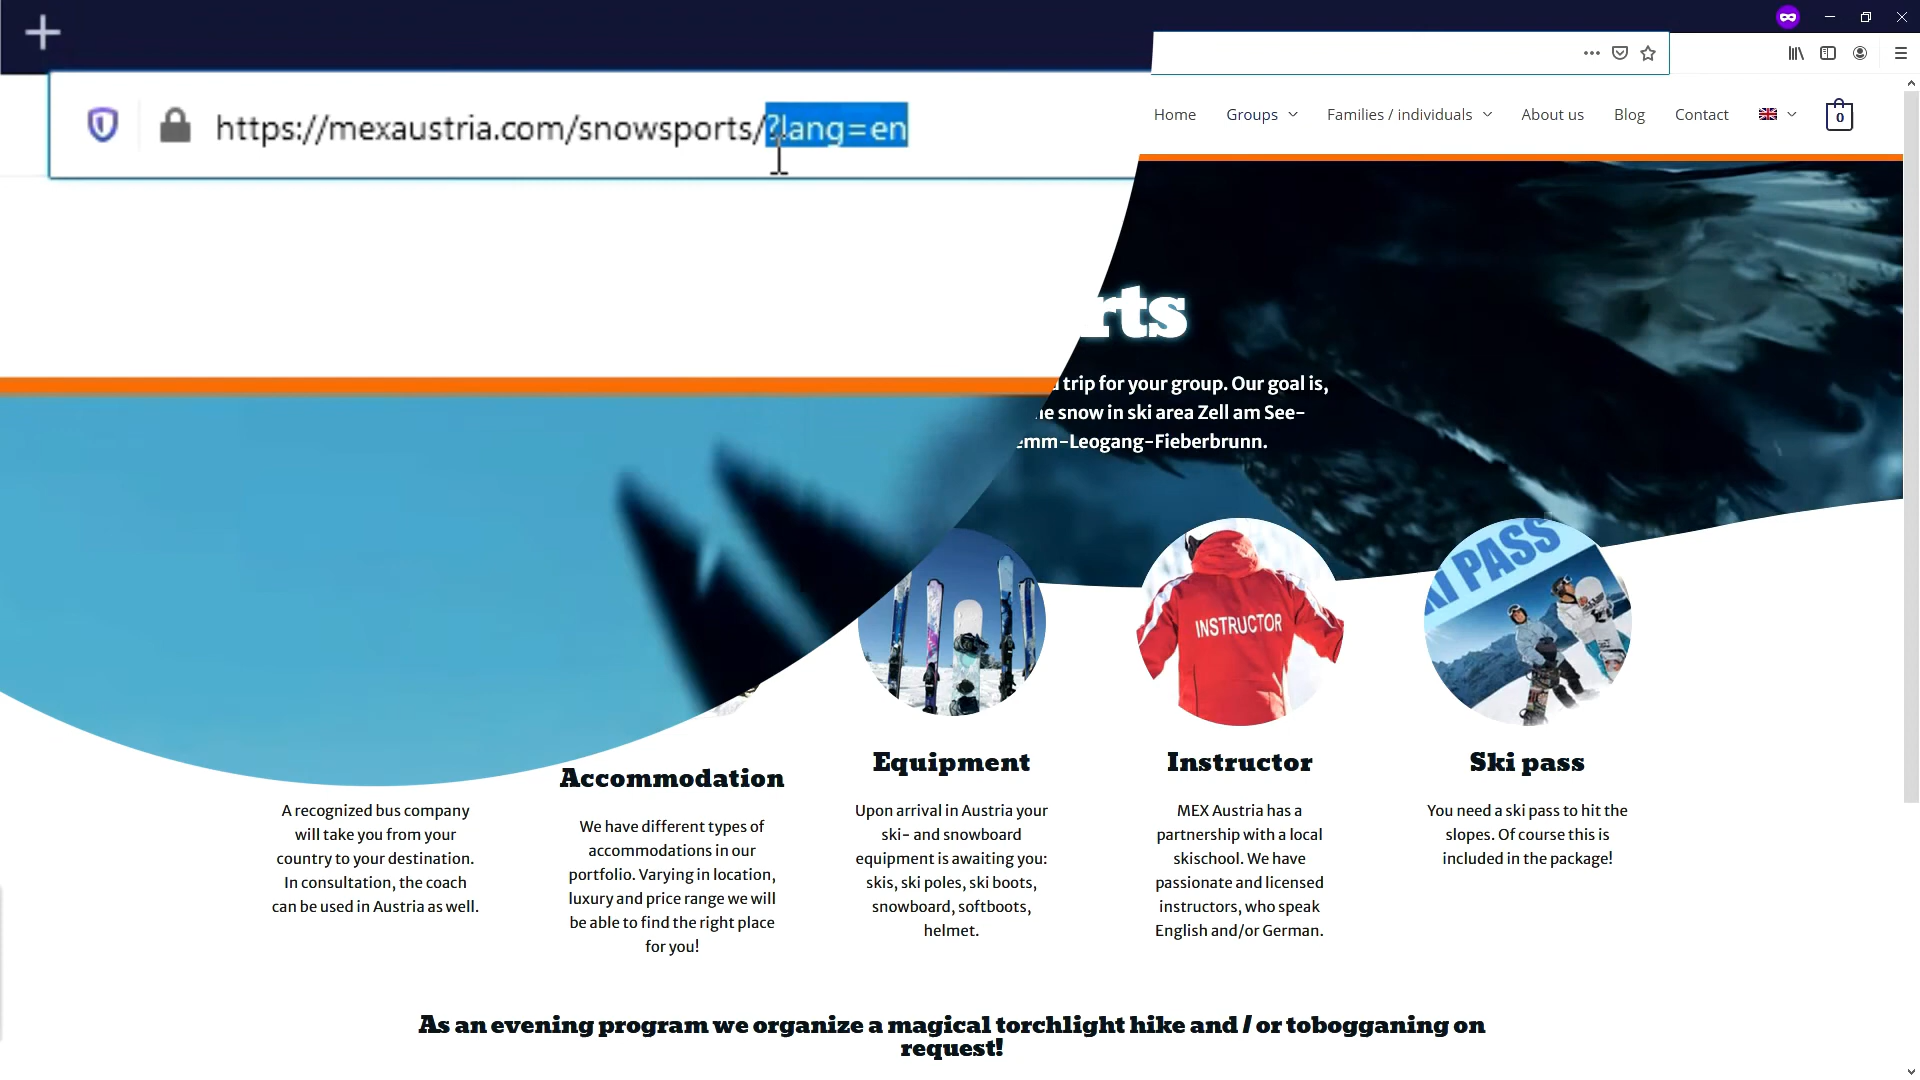 https://mexaustria.com/snowsports/?lang=en
Home Groups Families / individuals About us Blog Contact 0
rts
trip for your group. Our goal is,
snow in ski area Zell am See-
emm-Leogang-Fieberbrunn.
INSTRUCTOR
PASS
Accommodation
Equipment
Instructor
Ski pass
A recognized bus company
will take you from your
country to your destination.
In consultation, the coach
can be used in Austria as well.
We have different types of
accommodations in our
portfolio. Varying in location,
luxury and price range we will
be able to find the right place
for you!
Upon arrival in Austria your
ski- and snowboard
equipment is awaiting you:
skis, ski poles, ski boots,
snowboard, softboots,
helmet.
MEX Austria has a
partnership with a local
skischool. We have
passionate and licensed
instructors, who speak
English and/or German.
You need a ski pass to hit the
slopes. Of course this is
included in the package!
As an evening program we organize a magical torchlight hike and / or tobogganing on
request!